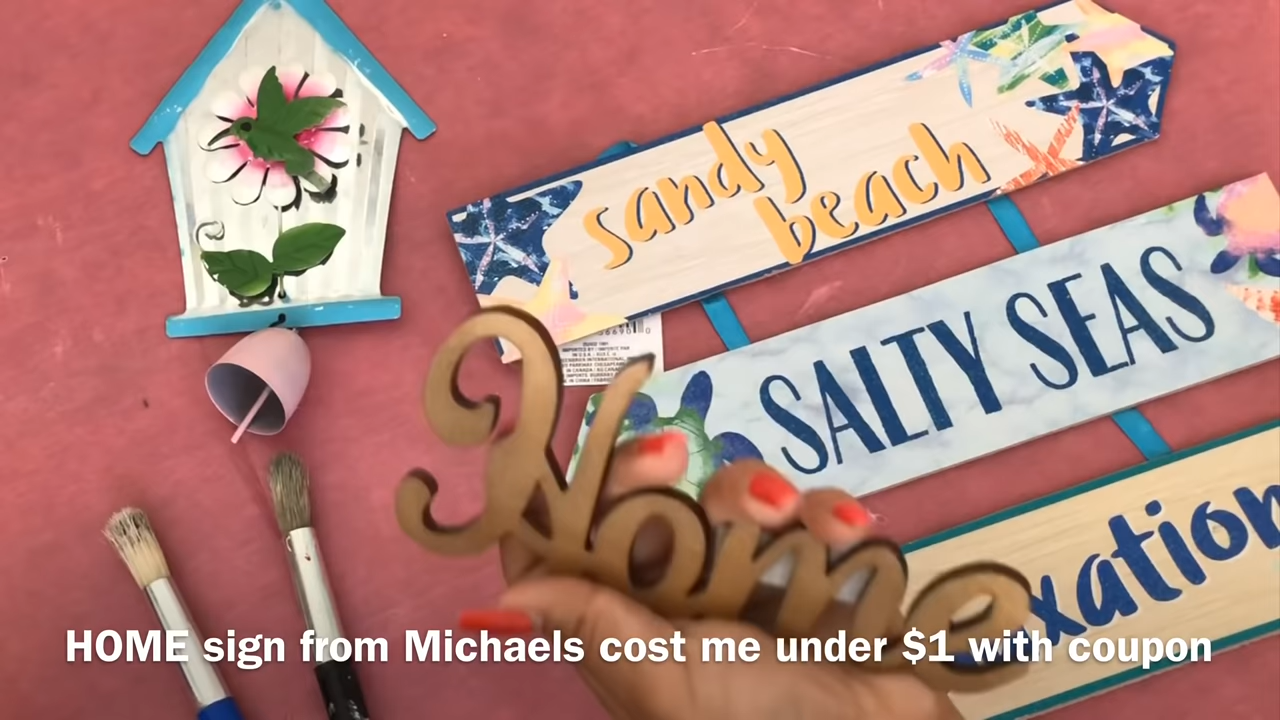 sandy
beach
SALTY SEAS
xation
Home
HOME sign from Michaels cost me under $1 with coupon